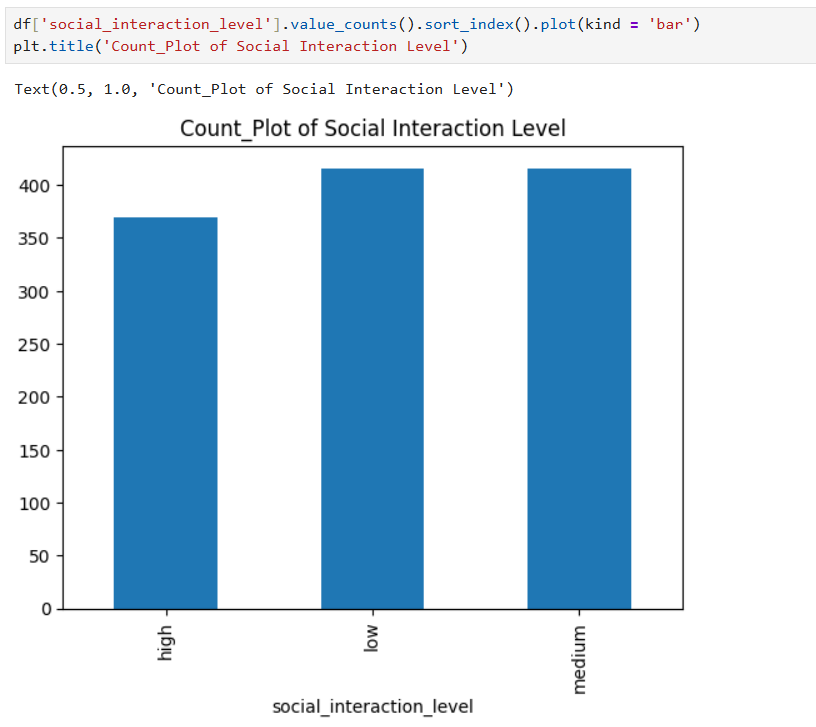 df['social_interaction_level'].value_counts().sort_index().plot(kind = 'bar')
plt.title('Count_Plot of Social Interaction Level')
Text(0.5, 1.0, 'Count_Plot of Social Interaction Level')
Count_Plot of Social Interaction Level
400
350
300
250
200
150
100
50
0
high
low
medium
social_interaction_level